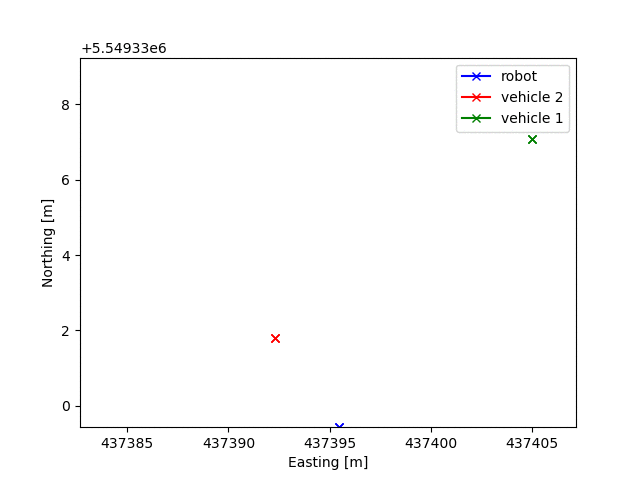 +5.54933e6
robot
vehicle 2
vehicle 1
8
6
4
2
0
Northing [m]
437385 437390 437395 437400 437405
Easting [m]